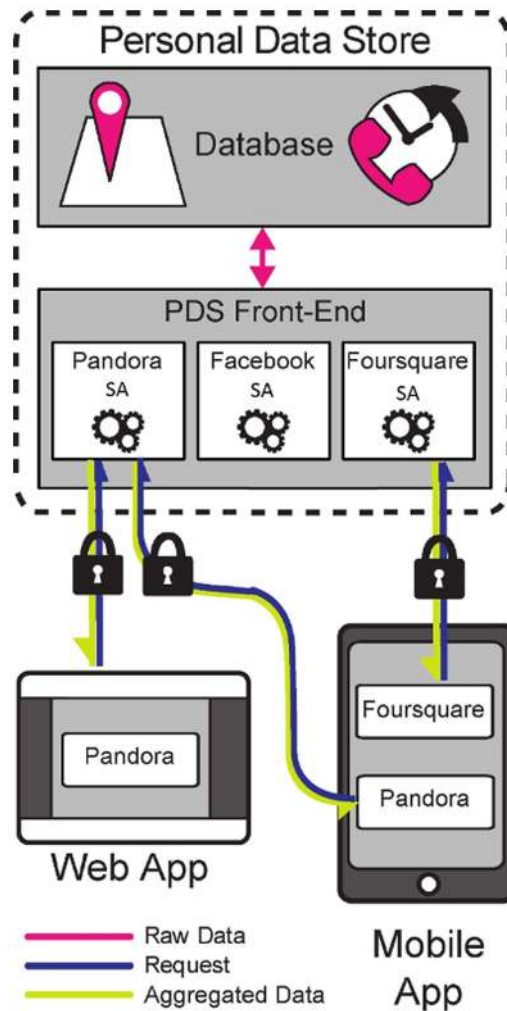 Personal Data Store
Database
PDS Front-End
Pandora
SA
Facebook
SA
Foursquare
SA
Foursquare
Pandora
Pandora
Web App
Mobile
App
Raw Data
Request
Aggregated Data